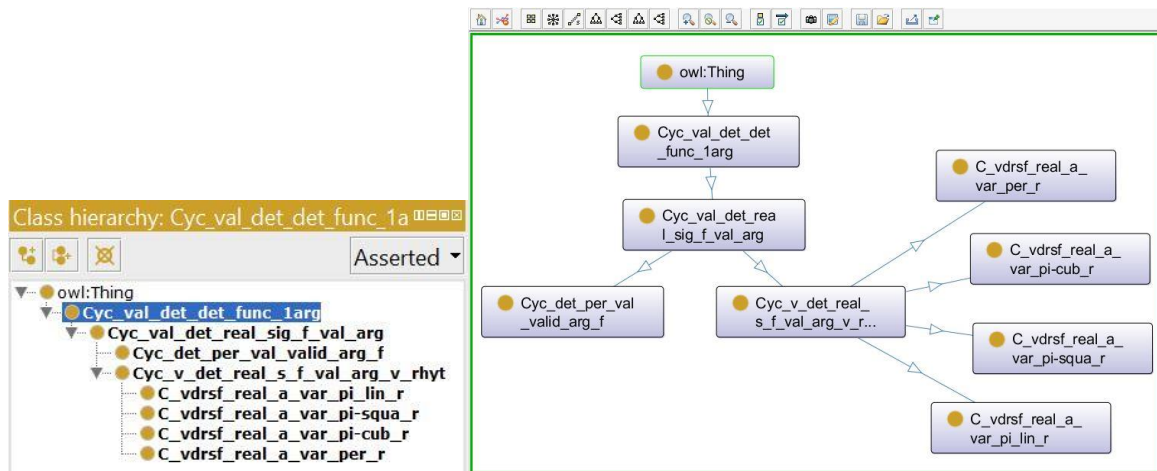 Class hierarchy: Cyc_val_det_det_func_1a
Asserted
owl:Thing
Cyc_val_det_det_func_1arg
Cyc_val_det_real_sig_f_val_arg
Cyc_det_per_val_valid_arg_f
Cyc_v_det_real_s_f_val_arg_v_rhyt
C_vdrsf_real_a_var_pi_lin_r
C_vdrsf_real_a_var_pi-squa_r
C_vdrsf_real_a_var_pi-cub_r
C_vdrsf_real_a_var_per_r
owl:Thing
Cyc_val_det_det
_func_1arg
Cyc_val_det_rea
l_sig_f_val_arg
Cyc_det_per_val
_valid_arg_f
Cyc_v_det_real_
s_f_val_arg_v_r...
C_vdrsf_real_a_
var_per_r
C_vdrsf_real_a_
var_pi-cub_r
C_vdrsf_real_a_
var_pi-squa_r
C_vdrsf_real_a_
var_pi_lin_r